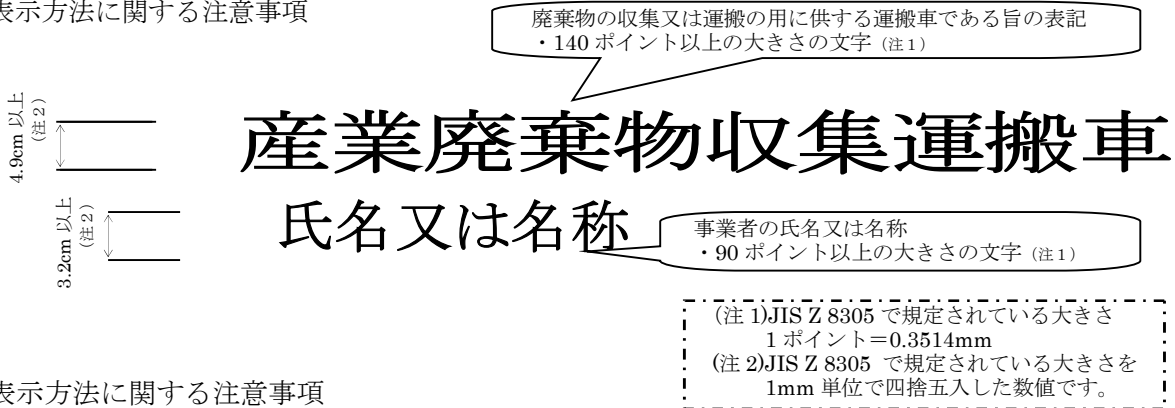 表示方法に関する注意事項
廃棄物の収集又は運搬の用に供する運搬車である旨の表記
・140 ポイント以上の大きさの文字（注１）
4.9cm 以上
（注２）
産業廃棄物収集運搬車
3.2cm 以上
（注２）
氏名又は名称
事業者の氏名又は名称
・90 ポイント以上の大きさの文字（注１）
(注 1)JIS Z 8305 で規定されている大きさ
1 ポイント＝0.3514mm
(注 2)JIS Z 8305 で規定されている大きさを
1mm 単位で四捨五入した数値です。
表示方法に関する注意事項